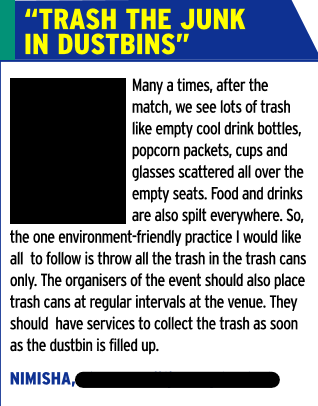 “TRASH THE JUNK
IN DUSTBINS”
Many a times, after the
match, we see lots of trash
like empty cool drink bottles,
popcorn packets, cups and
glasses scattered all over the
empty seats. Food and drinks
are also spilt everywhere. So,
the one environment-friendly practice I would like
all to follow is throw all the trash in the trash cans
only. The organisers of the event should also place
trash cans at regular intervals at the venue. They
should have services to collect the trash as soon
as the dustbin is filled up.
NIMISHA,